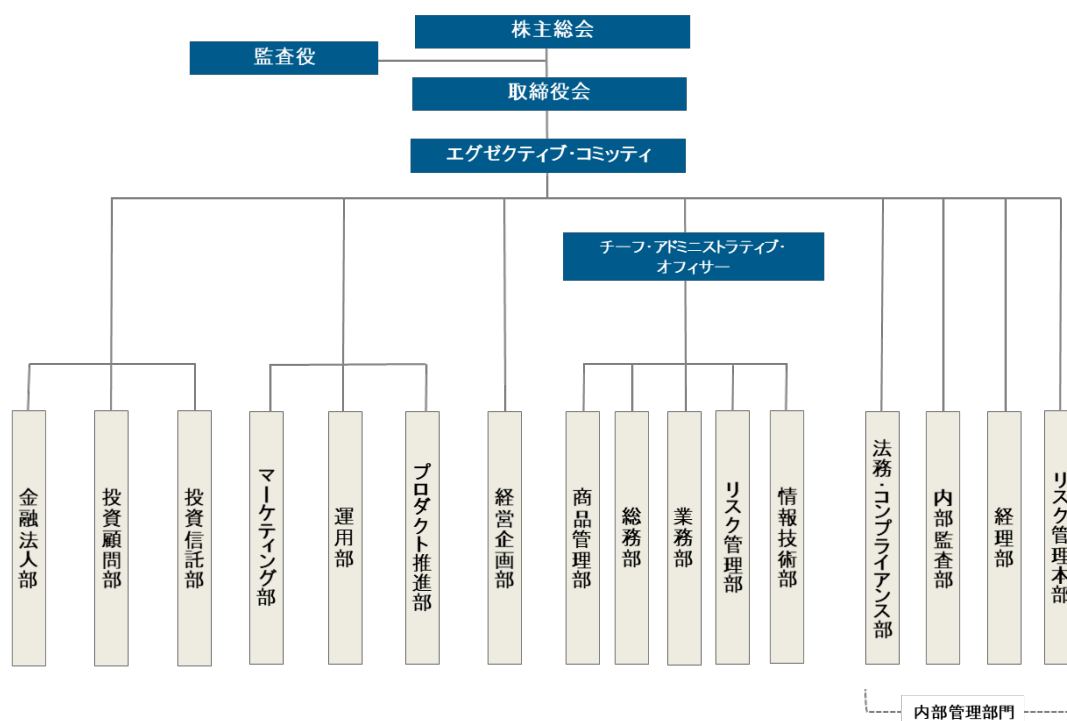 株主総会
監査役
取締役会
エグゼクティブ・コミッティ
チーフ・アドミニストラティブ・
オフィサー
金融法人部
投資顧問部
投資信託部
マーケティング部
運用部
プロダクト推進部
経営企画部
商品管理部
総務部
業務部
リスク管理部
情報技術部
法務・コンプライアンス部
内部監査部
経理部
リスク管理本部
内部管理部門